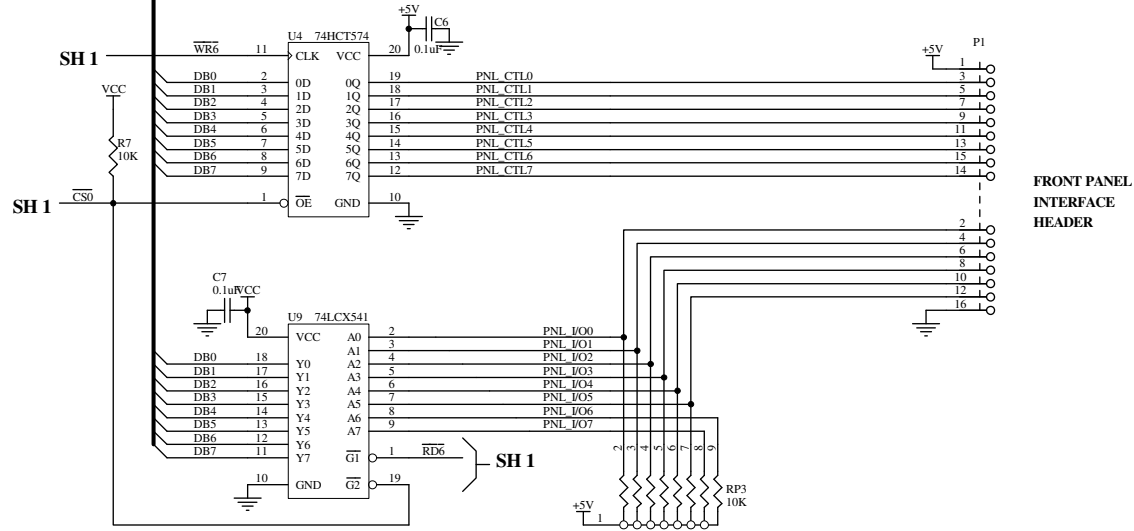 +5V
C6
0.1uF
U4 74HCT574
SH 1 WR6 11 CLK VCC 20
DB0 2 0D 0Q 19 PNL_CTL0
DB1 3 1D 1Q 18 PNL_CTL1
DB2 4 2D 2Q 17 PNL_CTL2
DB3 5 3D 3Q 16 PNL_CTL3
DB4 6 4D 4Q 15 PNL_CTL4
DB5 7 5D 5Q 14 PNL_CTL5
DB6 8 6D 6Q 13 PNL_CTL6
DB7 9 7D 7Q 12 PNL_CTL7
VCC
R7
10K
SH 1 CS0 1 OE GND 10
P1
+5V
1
3
5
7
9
11
13
15
14
2
4
6
8
10
12
16
FRONT PANEL
INTERFACE
HEADER
C7
0.1uF VCC
U9 74LCX541
20 VCC A0 2 PNL_I/O0
A1 3 PNL_I/O1
DB0 18 Y0 A2 4 PNL_I/O2
DB1 17 Y1 A3 5 PNL_I/O3
DB2 16 Y2 A4 6 PNL_I/O4
DB3 15 Y3 A5 7 PNL_I/O5
DB4 14 Y4 A6 8 PNL_I/O6
DB5 13 Y5 A7 9 PNL_I/O7
DB6 12 Y6
DB7 11 Y7 G1 1 RD6 SH 1
10 GND G2 19
2 3 4 5 6 7 8 9
RP3
10K
+5V
1